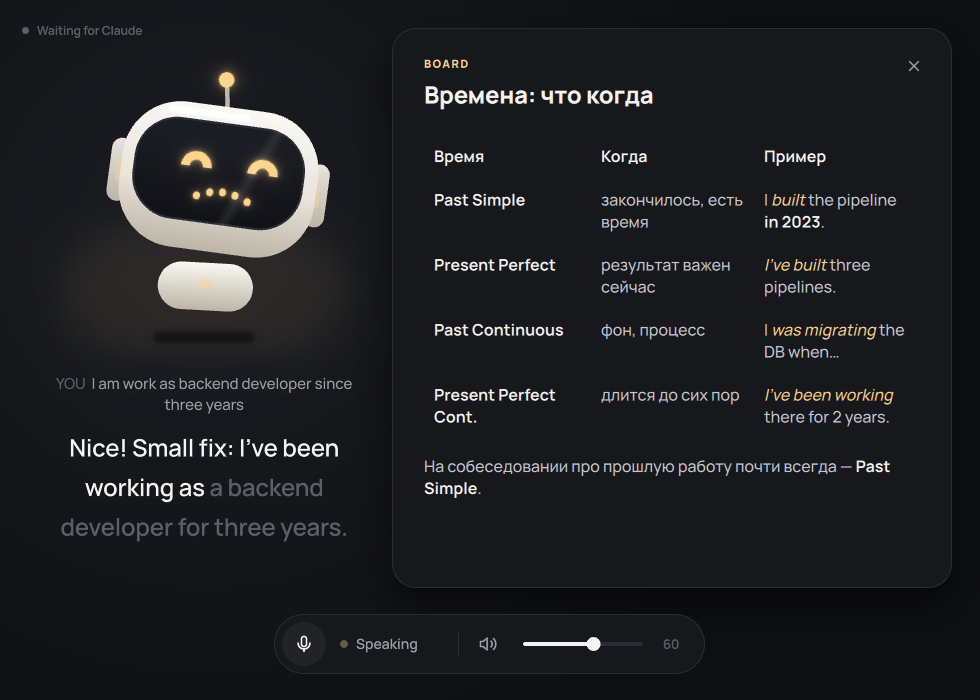 Waiting for Claude
YOU I am work as backend developer since
three years
Nice! Small fix: I've been
working as a backend
developer for three years.
BOARD
Времена: что когда
Время Когда Пример
Past Simple закончилось, есть время I built the pipeline in 2023.
Present Perfect результат важен сейчас I've built three pipelines.
Past Continuous фон, процесс I was migrating the DB when…
Present Perfect Cont. длится до сих пор I've been working there for 2 years.
На собеседовании про прошлую работу почти всегда — Past
Simple.
Speaking 60